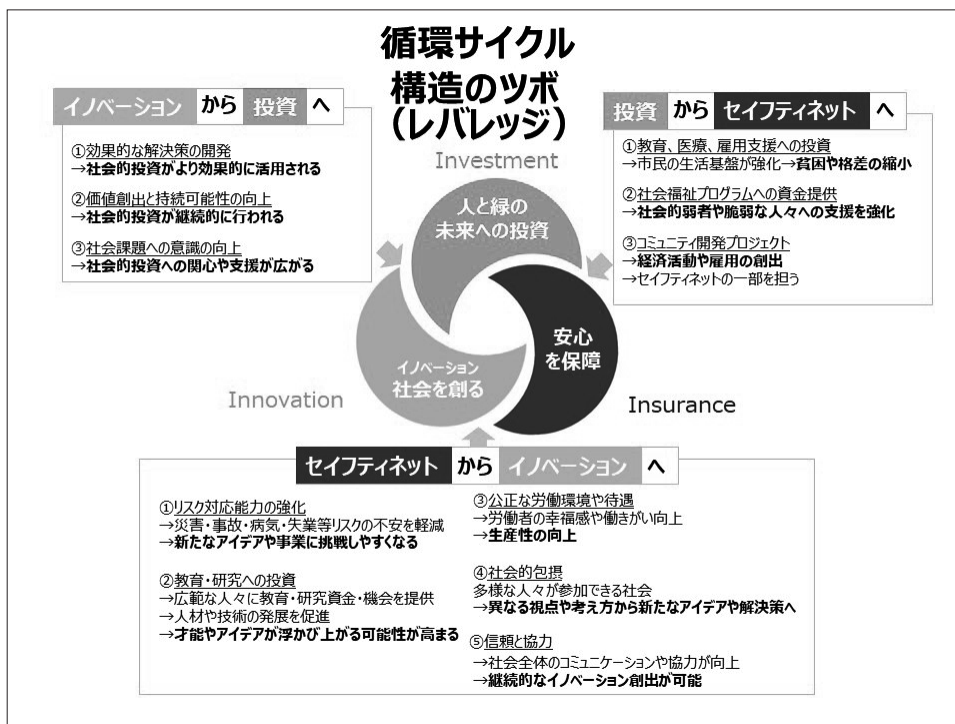 循環サイクル
構造のツボ
（レバレッジ）
イノベーション から 投資 へ
①効果的な解決策の開発
→社会的投資がより効果的に活用される
②価値創出と持続可能性の向上
→社会的投資が継続的に行われる
③社会課題への意識の向上
→社会的投資への関心や支援が広がる
投資 から セイフティネット へ
①教育、医療、雇用支援への投資
→市民の生活基盤が強化→貧困や格差の縮小
②社会福祉プログラムへの資金提供
→社会的弱者や脆弱な人々への支援を強化
③コミュニティ開発プロジェクト
→経済活動や雇用の創出
→セイフティネットの一部を担う
Investment
人と緑の
未来への投資
イノベーション
社会を創る
安心
を保障
Innovation
Insurance
セイフティネット から イノベーション へ
①リスク対応能力の強化
→災害・事故・病気・失業等リスクの不安を軽減
→新たなアイデアや事業に挑戦しやすくなる
②教育・研究への投資
→広範な人々に教育・研究資金・機会を提供
→人材や技術の発展を促進
→才能やアイデアが浮かび上がる可能性が高まる
③公正な労働環境や待遇
→労働者の幸福感や働きがい向上
→生産性の向上
④社会的包摂
多様な人々が参加できる社会
→異なる視点や考え方から新たなアイデアや解決策へ
⑤信頼と協力
→社会全体のコミュニケーションや協力が向上
→継続的なイノベーション創出が可能